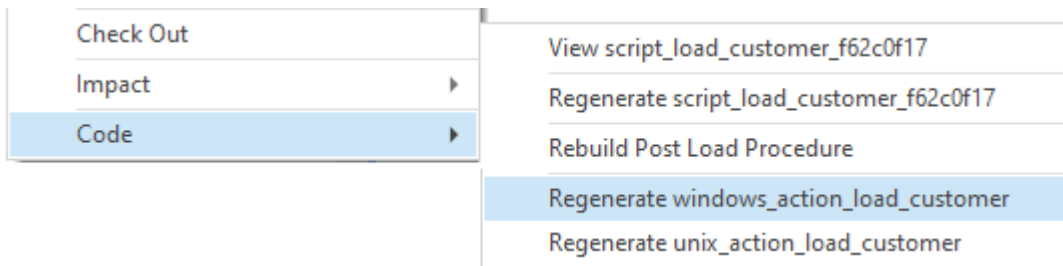 Check Out
Impact
Code
View script_load_customer_f62c0f17
Regenerate script_load_customer_f62c0f17
Rebuild Post Load Procedure
Regenerate windows_action_load_customer
Regenerate unix_action_load_customer